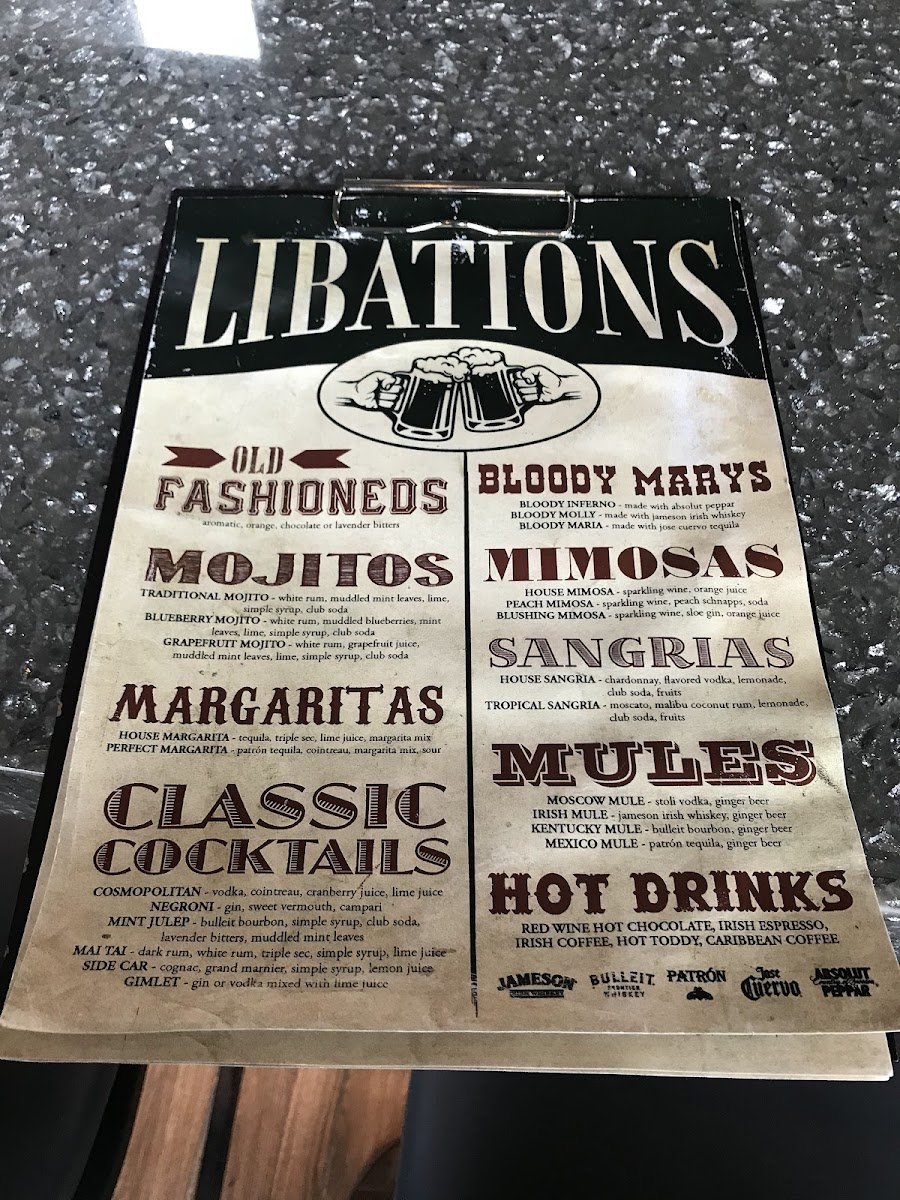 LIBATIONS
OLD
FASHIONEDS
aromatic, orange, chocolate or lavender bitters
MOJITOS
TRADITIONAL MOJITO - white rum, muddled mint leaves, lime,
simple syrup, club soda
BLUEBERRY MOJITO - white rum, muddled blueberries, mint
leaves, lime, simple syrup, club soda
GRAPEFRUIT MOJITO - white rum, grapefruit juice,
muddled mint leaves, lime, simple syrup, club soda
MARGARITAS
HOUSE MARGARITA - tequila, triple sec, lime juice, margarita mix
PERFECT MARGARITA - patrón tequila, cointreau, margarita mix, sour
CLASSIC
COCKTAILS
COSMOPOLITAN - vodka, cointreau, cranberry juice, lime juice
NEGRONI - gin, sweet vermouth, campari
MINT JULEP - bulleit bourbon, simple syrup, club soda,
lavender bitters, muddled mint leaves
MAI TAI - dark rum, white rum, triple sec, simple syrup, lime juice
SIDE CAR - cognac, grand marnier, simple syrup, lemon juice
GIMLET - gin or vodka mixed with lime juice
BLOODY MARYS
BLOODY INFERNO - made with absolut peppar
BLOODY MOLLY - made with jameson irish whiskey
BLOODY MARIA - made with jose cuervo tequila
MIMOSAS
HOUSE MIMOSA - sparkling wine, orange juice
PEACH MIMOSA - sparkling wine, peach schnapps, soda
BLUSHING MIMOSA - sparkling wine, sloe gin, orange juice
SANGRIAS
HOUSE SANGRIA - chardonnay, flavored vodka, lemonade,
club soda, fruits
TROPICAL SANGRIA - moscato, malibu coconut rum, lemonade,
club soda, fruits
MULES
MOSCOW MULE - stoli vodka, ginger beer
IRISH MULE - jameson irish whiskey, ginger beer
KENTUCKY MULE - bulleit bourbon, ginger beer
MEXICO MULE - patrón tequila, ginger beer
HOT DRINKS
RED WINE HOT CHOCOLATE, IRISH ESPRESSO,
IRISH COFFEE, HOT TODDY, CARIBBEAN COFFEE
JAMESON
BULLEIT
FRONTIER
WHISKEY
PATRÓN
Jose
Cuervo
ABSOLUT
PEPPAR